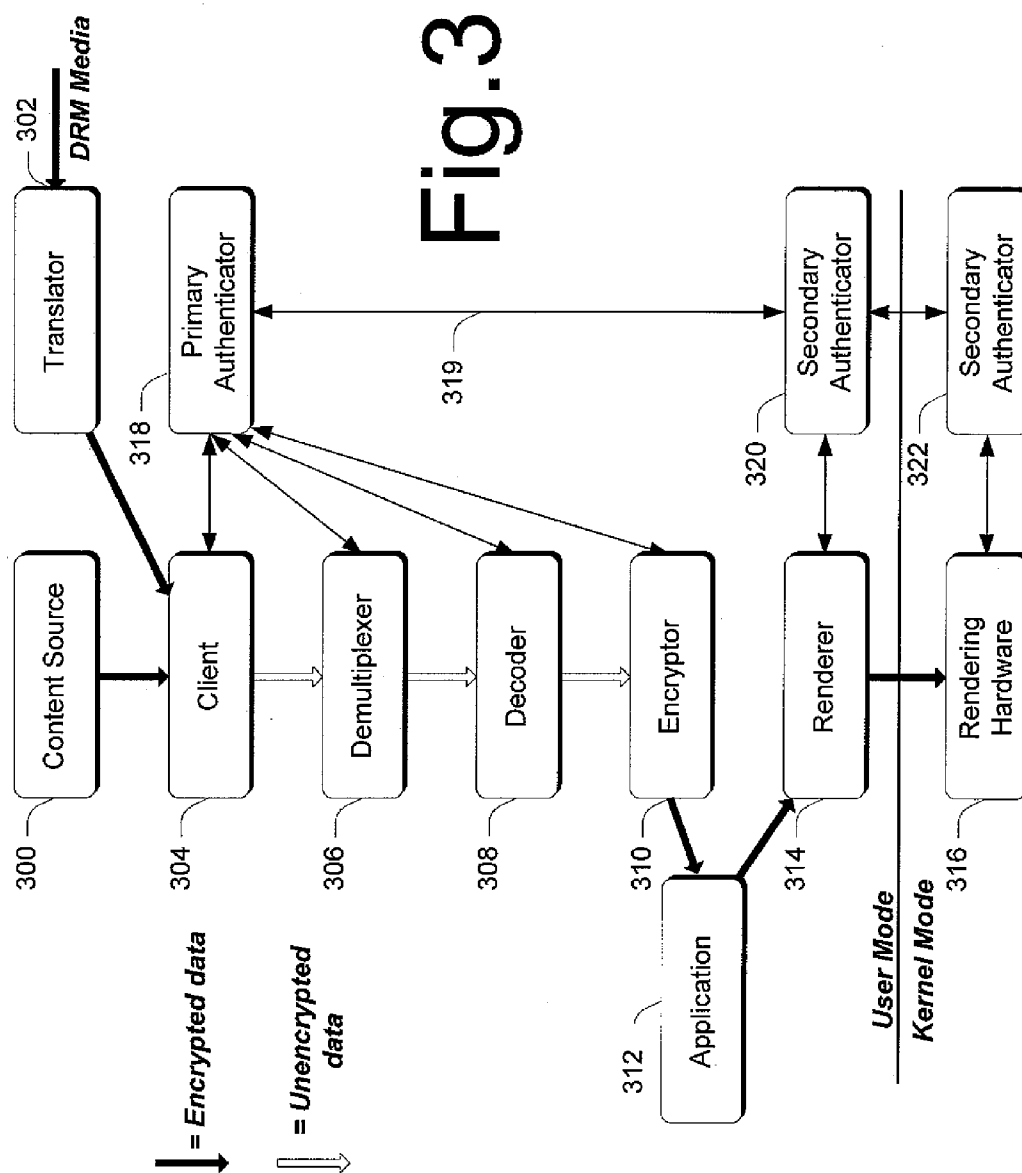 302
DRM Media
Translator
Content Source
300
318
Primary
Authenticator
Client
304
Demultiplexer
306
319
Decoder
308
Encryptor
310
Application
312
Renderer
314
320
Secondary
Authenticator
User Mode
Kernel Mode
Rendering
Hardware
316
322
Secondary
Authenticator
= Encrypted data
= Unencrypted
data
Fig.3